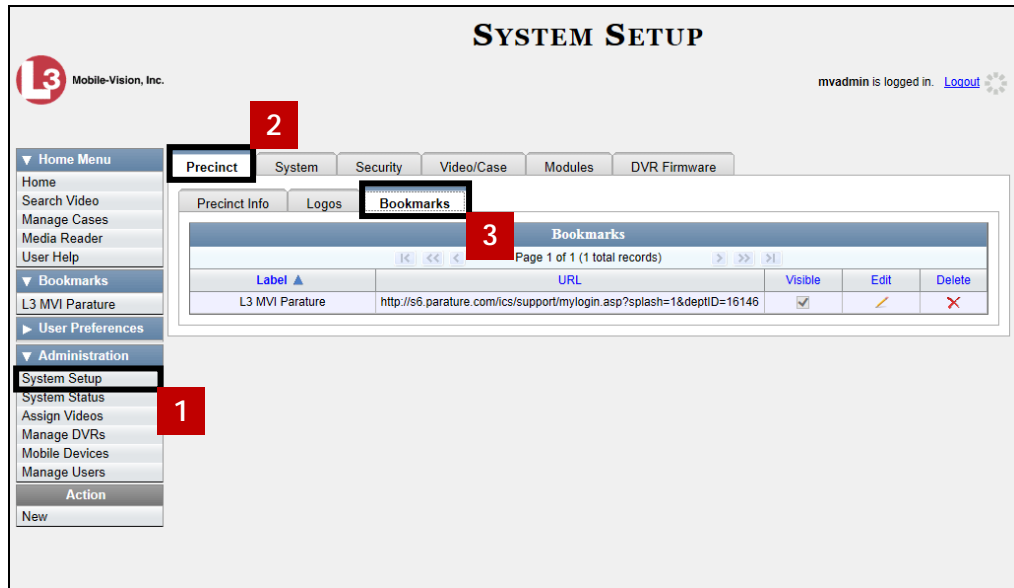 SYSTEM SETUP
L3
Mobile-Vision, Inc.
mvadmin is logged in. Logout
2
▼ Home Menu
Home
Search Video
Manage Cases
Media Reader
User Help
▼ Bookmarks
L3 MVI Parature
▶ User Preferences
▼ Administration
System Setup
System Status
Assign Videos
Manage DVRs
Mobile Devices
Manage Users
Action
New
1
Precinct System Security Video/Case Modules DVR Firmware
Precinct Info Logos Bookmarks
3
Bookmarks
|< << < Page 1 of 1 (1 total records) > >> >|
Label ▲ URL Visible Edit Delete
L3 MVI Parature http://s6.parature.com/ics/support/mylogin.asp?splash=1&deptID=16146